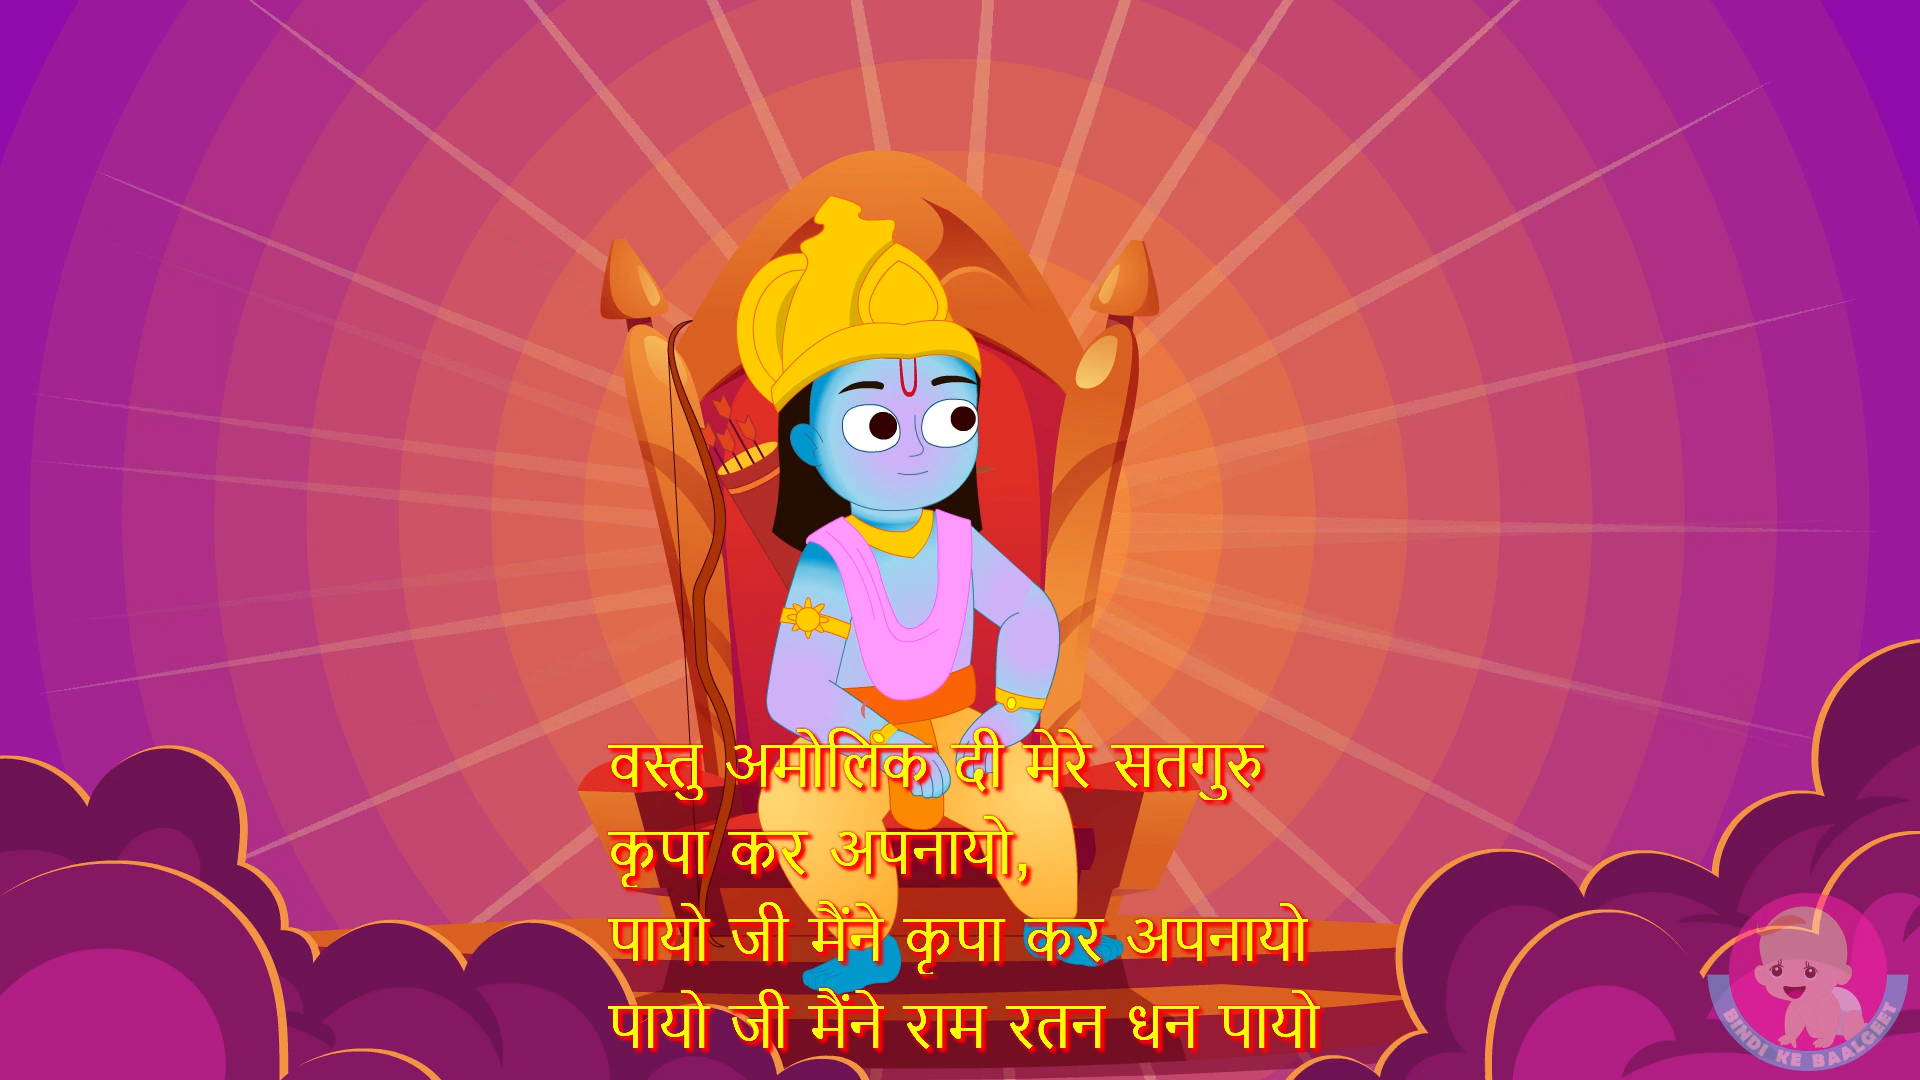 वस्तु अमोलिक दी मेरे सतगुरु
कृपा कर अपनायो,
पायो जी मैंने कृपा कर अपनायो
पायो जी मैंने राम रतन धन पायो
BINDI KE BAALGEET